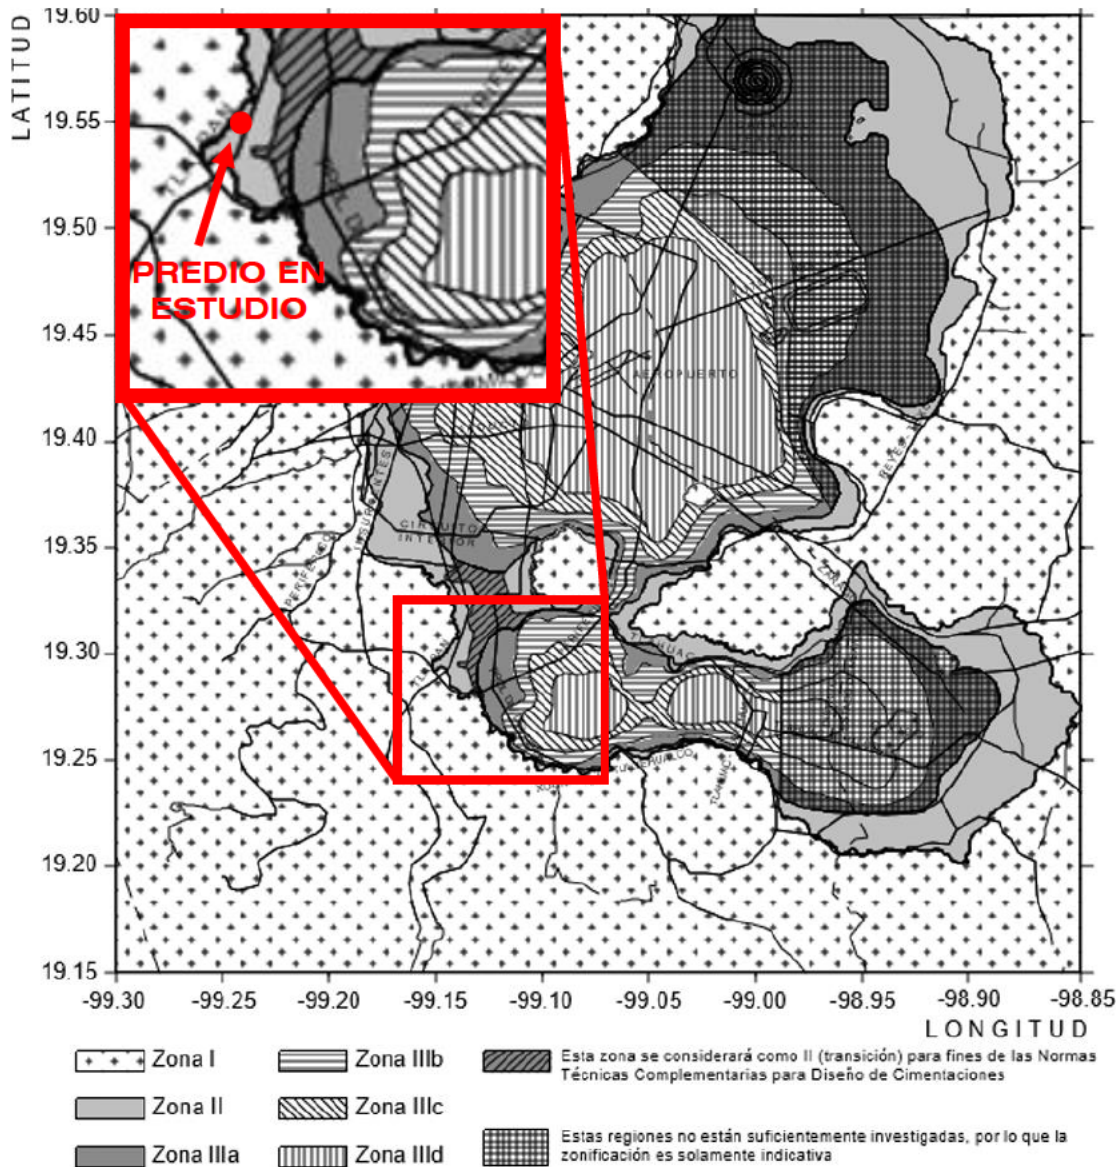 LATITUD
19.60
19.55
19.50
19.45
19.40
19.35
19.30
19.25
19.20
19.15
TLALPAN
PREDIO EN
ESTUDIO
AEROPUERTO
INSURGENTES
CIRCUITO
INTERIOR
PERIFERICO
-99.30
-99.25
-99.20
-99.15
-99.10
-99.05
-99.00
-98.95
-98.90
-98.85
LONGITUD
Zona I
Zona II
Zona IIIa
Zona IIIb
Zona IIIc
Zona IIId
Esta zona se considerará como II (transición) para fines de las Normas
Técnicas Complementarias para Diseño de Cimentaciones
Estas regiones no están suficientemente investigadas, por lo que la
zonificación es solamente indicativa